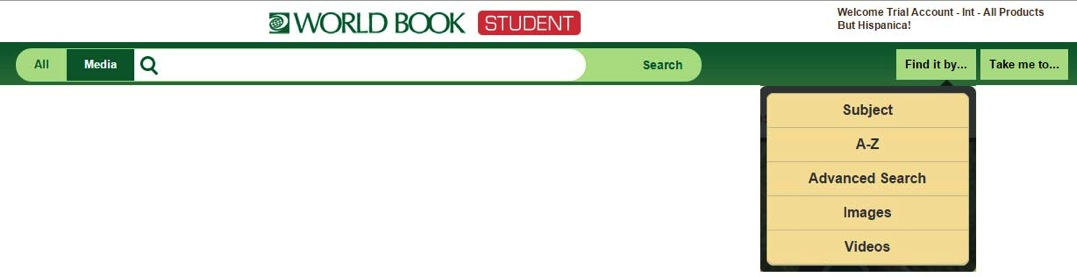 WORLD BOOK STUDENT
Welcome Trial Account - Int - All Products
But Hispanica!
All Media Search Find it by... Take me to...
Subject
A-Z
Advanced Search
Images
Videos